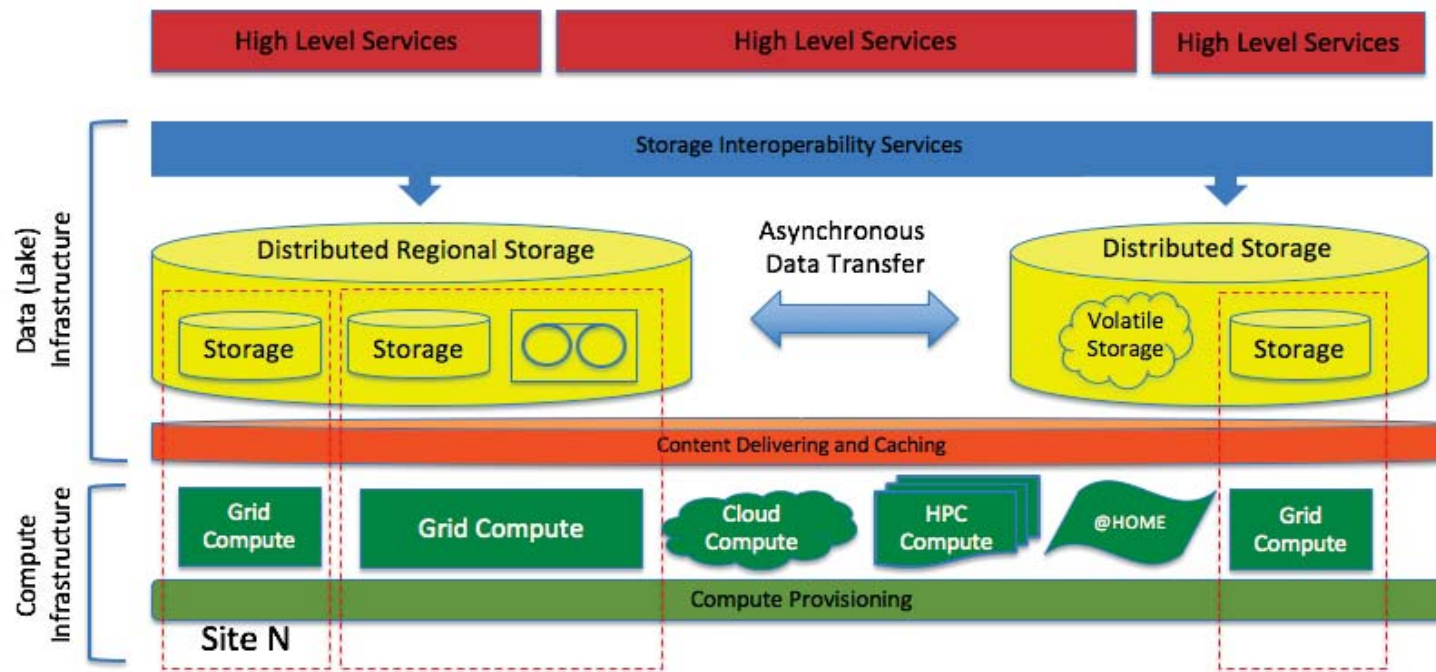 High Level Services
High Level Services
High Level Services
Storage Interoperability Services
Data (Lake)
Infrastructure
Distributed Regional Storage
Asynchronous
Data Transfer
Distributed Storage
Storage
Storage
Volatile
Storage
Storage
Content Delivering and Caching
Compute
Infrastructure
Grid
Compute
Grid Compute
Cloud
Compute
HPC
Compute
@HOME
Grid
Compute
Compute Provisioning
Site N